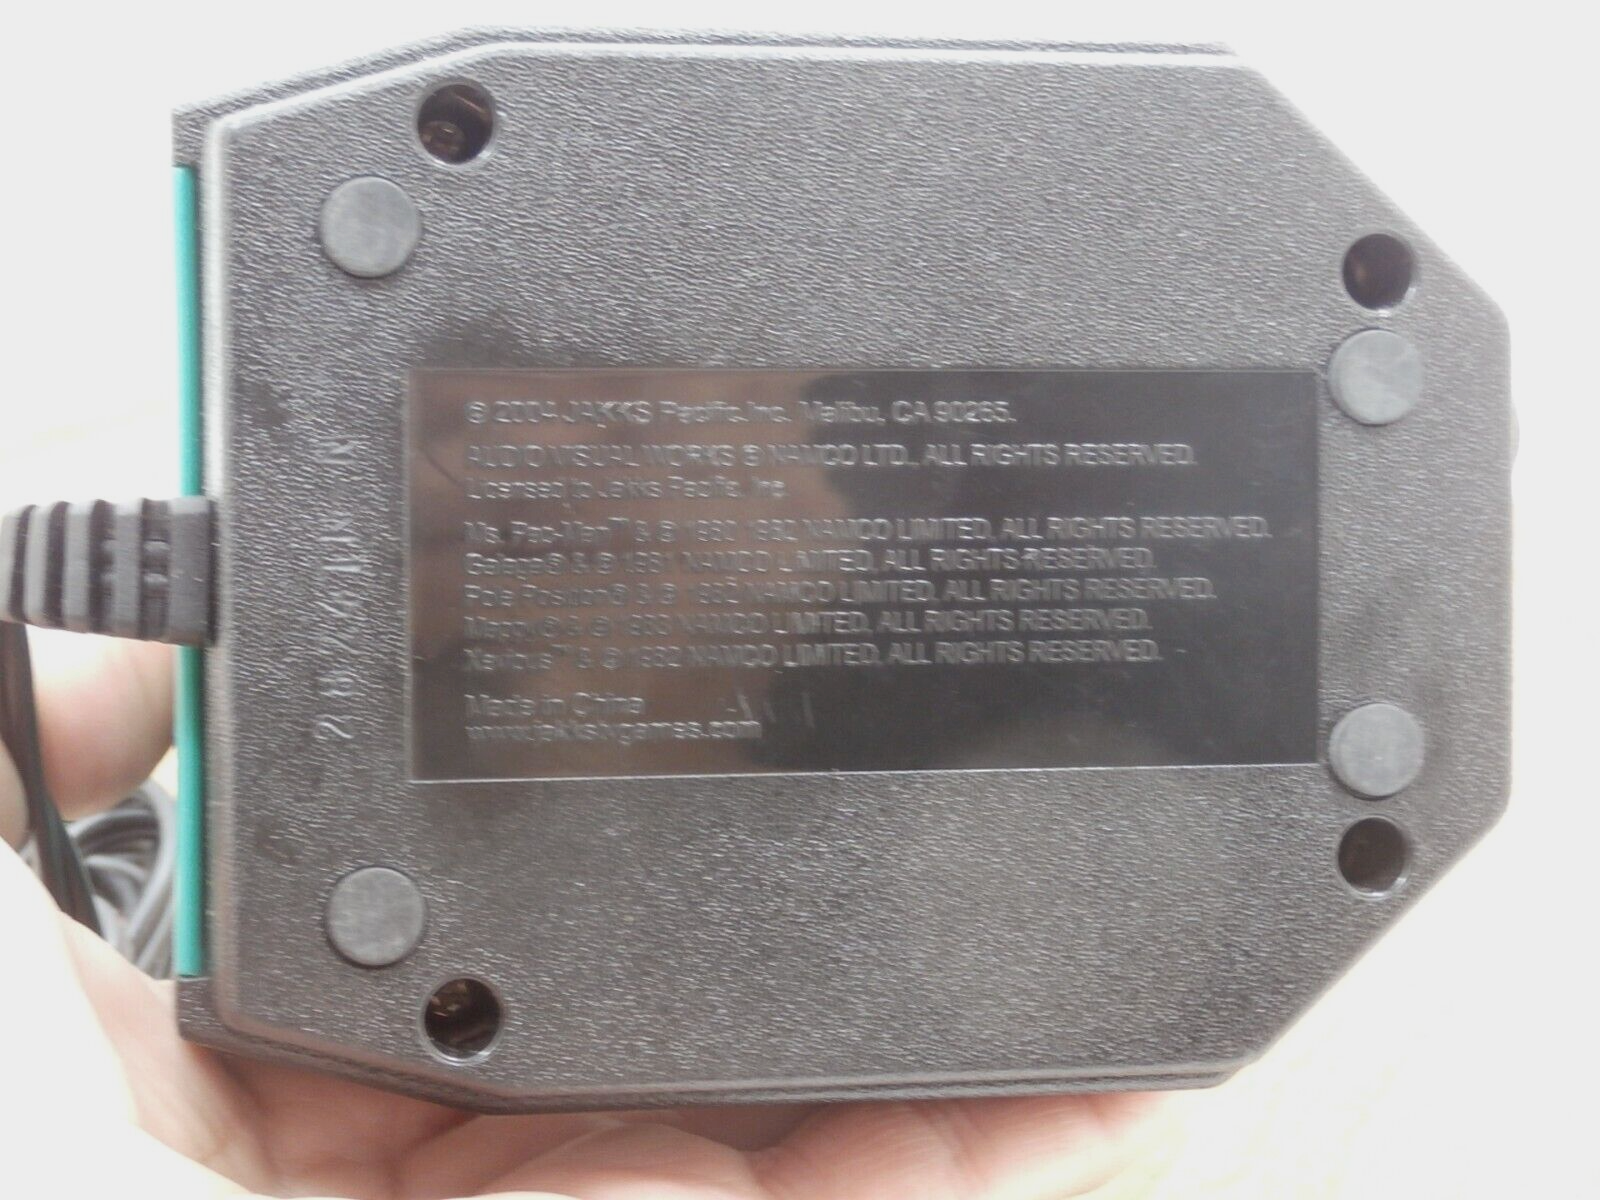 © 2004 JAKKS Pacific, Inc. Malibu, CA 90265.
AUDIO VISUAL WORKS © NAMCO LTD., ALL RIGHTS RESERVED.
Licensed to Jakks Pacific, Inc.
Ms. Pac-Man™ & © 1980 1982 NAMCO LIMITED, ALL RIGHTS RESERVED.
Galaga® & © 1981 NAMCO LIMITED, ALL RIGHTS RESERVED.
Pole Position® & © 1982 NAMCO LIMITED, ALL RIGHTS RESERVED.
Mappy® & © 1983 NAMCO LIMITED, ALL RIGHTS RESERVED.
Xevious™ & © 1982 NAMCO LIMITED, ALL RIGHTS RESERVED.
Made in China
www.jakkstvgames.com